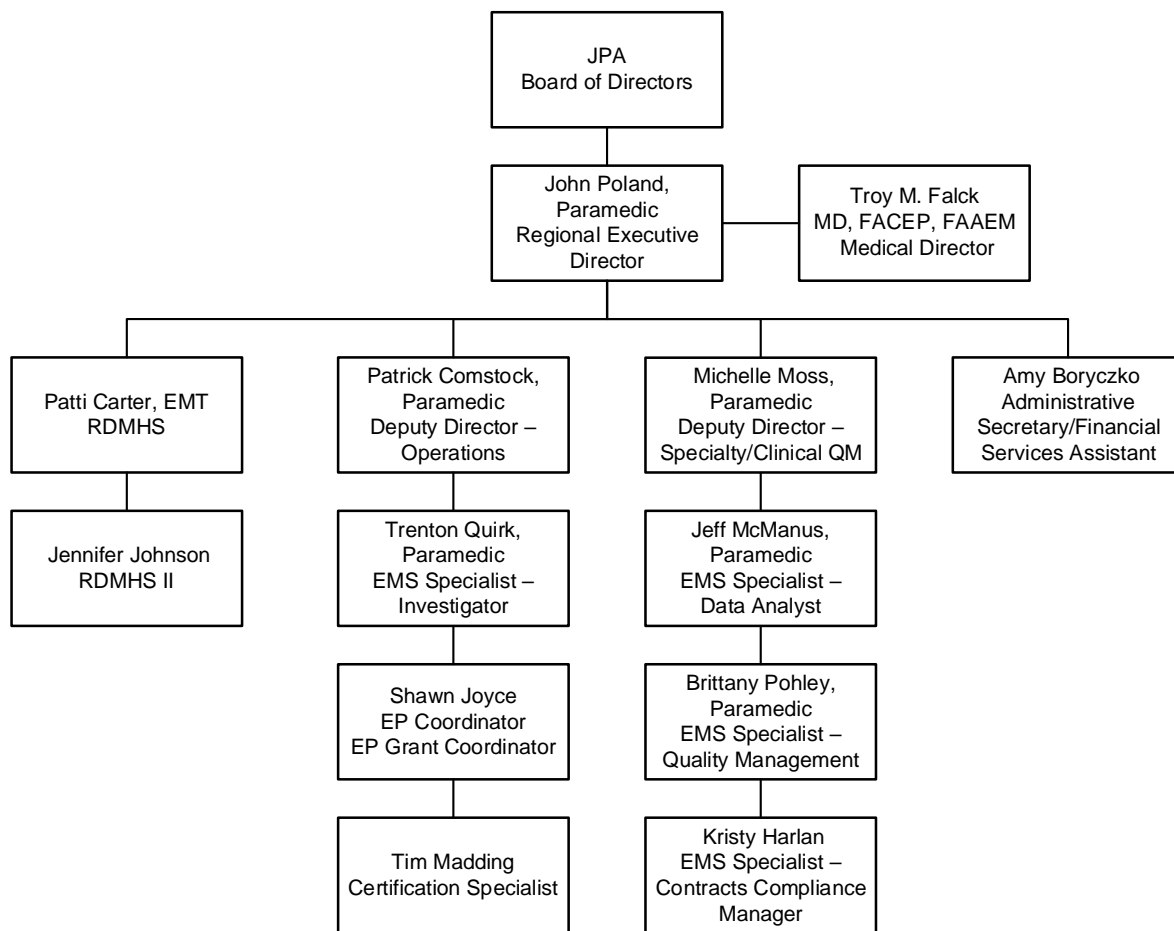 JPA
Board of Directors
John Poland,
Paramedic
Regional Executive
Director
Troy M. Falck
MD, FACEP, FAAEM
Medical Director
Patti Carter, EMT
RDMHS
Patrick Comstock,
Paramedic
Deputy Director –
Operations
Michelle Moss,
Paramedic
Deputy Director –
Specialty/Clinical QM
Amy Boryczko
Administrative
Secretary/Financial
Services Assistant
Jennifer Johnson
RDMHS II
Trenton Quirk,
Paramedic
EMS Specialist –
Investigator
Jeff McManus,
Paramedic
EMS Specialist –
Data Analyst
Shawn Joyce
EP Coordinator
EP Grant Coordinator
Brittany Pohley,
Paramedic
EMS Specialist –
Quality Management
Tim Madding
Certification Specialist
Kristy Harlan
EMS Specialist –
Contracts Compliance
Manager